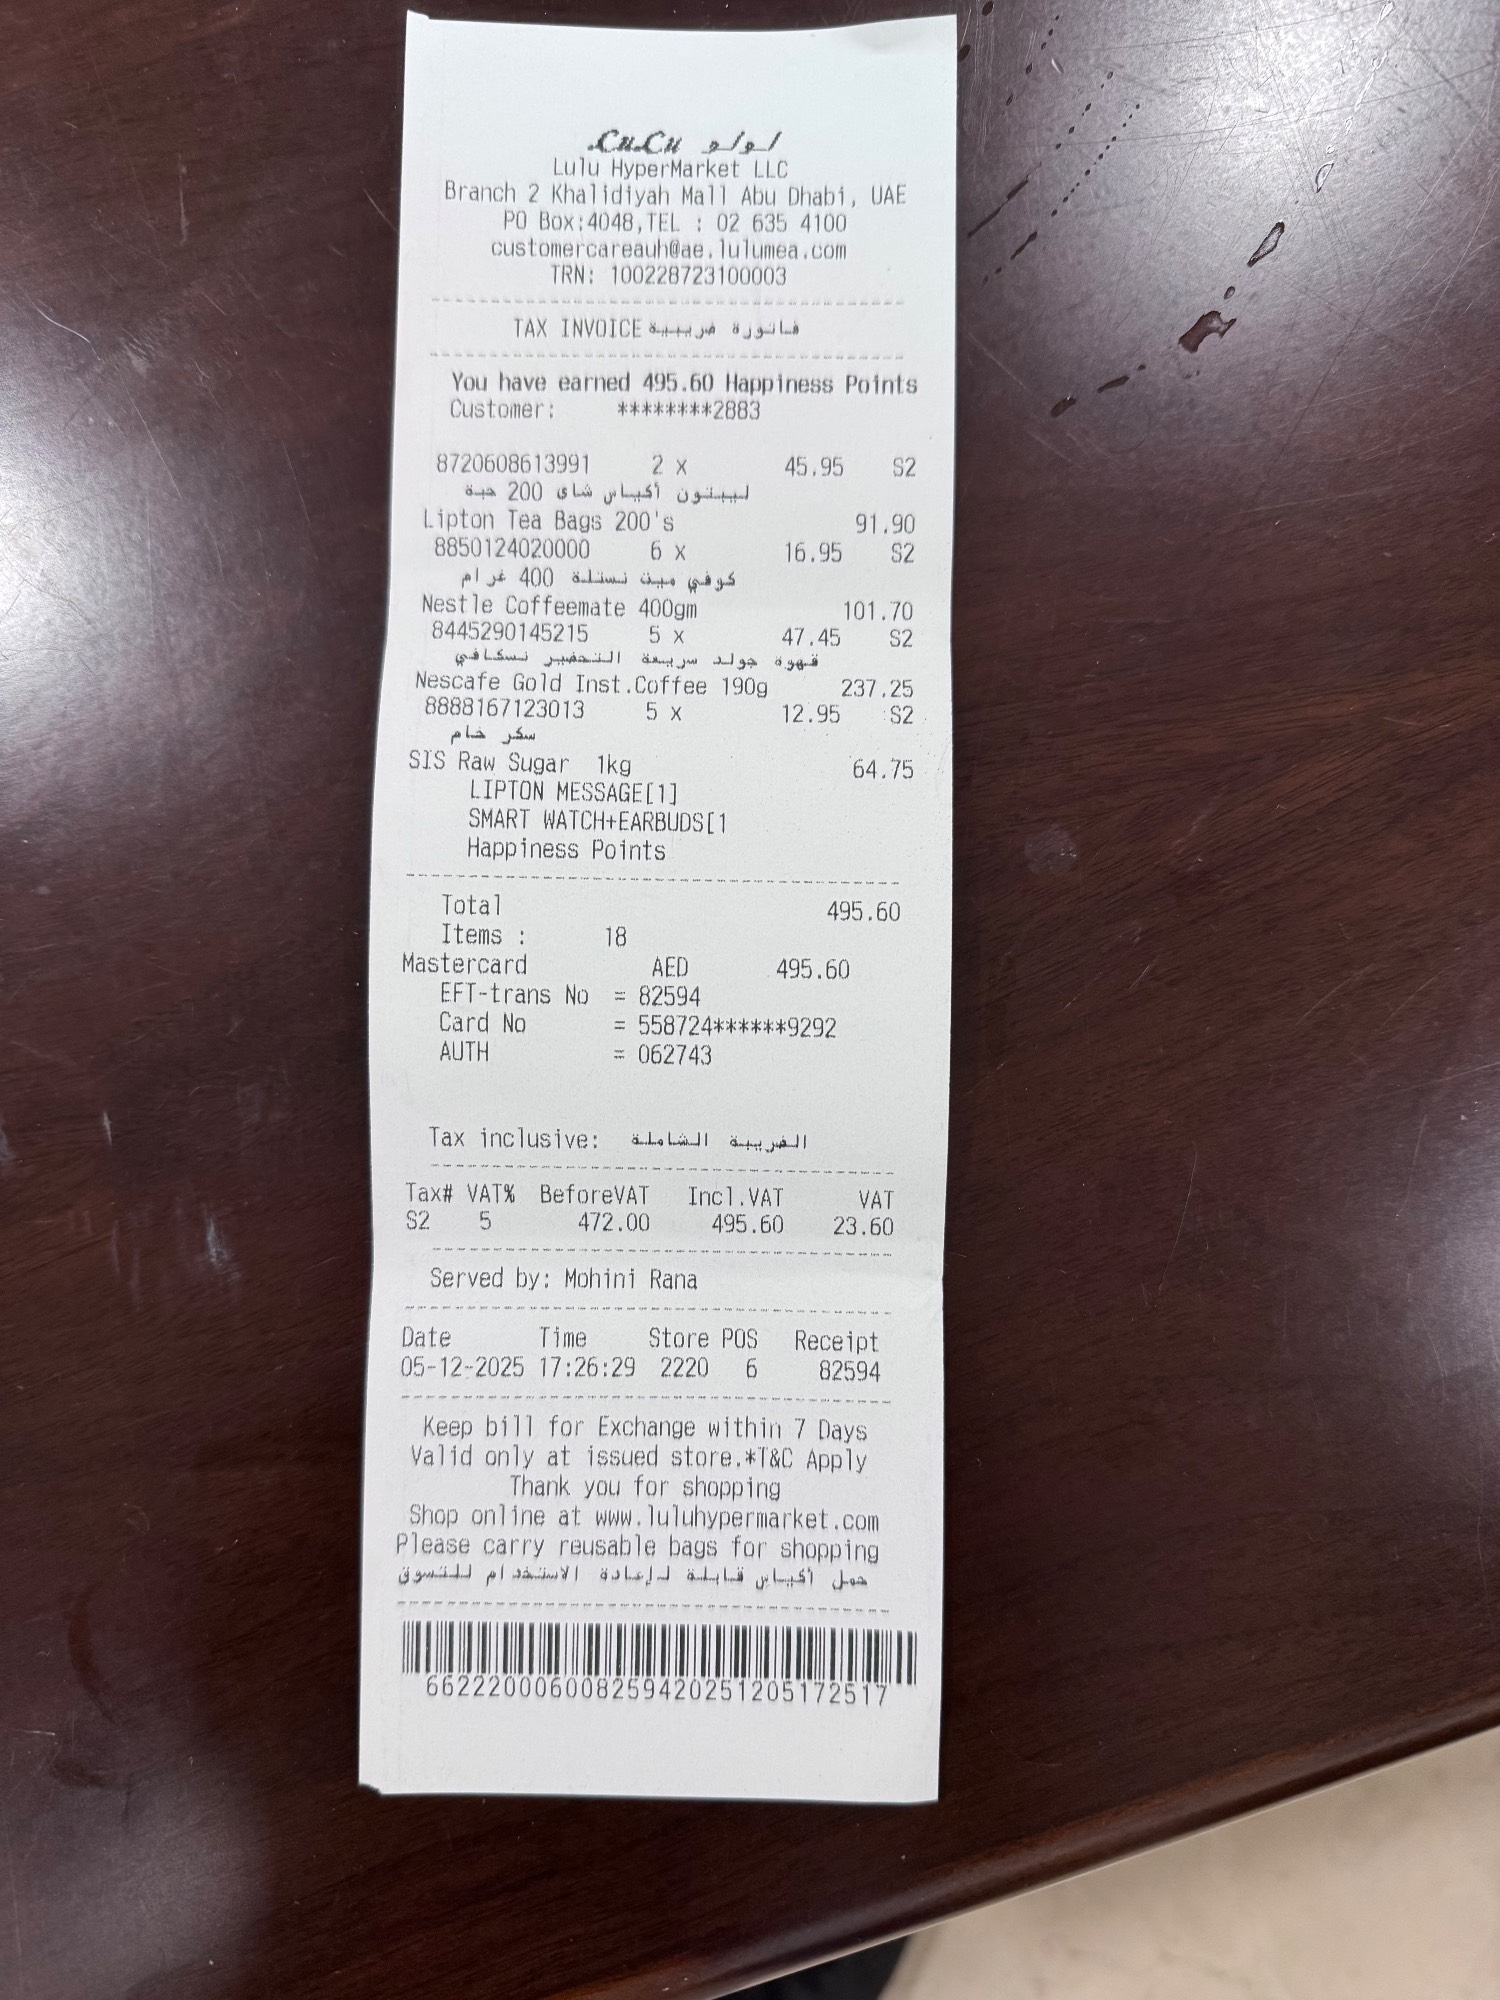 LuLu لولو
Lulu HyperMarket LLC
Branch 2 Khalidiyah Mall Abu Dhabi, UAE
PO Box:4048,TEL : 02 635 4100
customercareauh@ae.lulumea.com
TRN: 100228723100003
TAX INVOICE فاتورة ضريبية
You have earned 495.60 Happiness Points
Customer: ********2883
8720608613991 2 x 45.95 S2
ليبتون أكياس شاى 200 حبة
Lipton Tea Bags 200's 91.90
8850124020000 6 x 16.95 S2
كوفي ميت نستلة 400 غرام
Nestle Coffeemate 400gm 101.70
8445290145215 5 x 47.45 S2
قهوة جولد سريعة التحضير نسكافي
Nescafe Gold Inst.Coffee 190g 237.25
8888167123013 5 x 12.95 S2
سكر خام
SIS Raw Sugar 1kg 64.75
LIPTON MESSAGE[1]
SMART WATCH+EARBUDS[1
Happiness Points
Total 495.60
Items : 18
Mastercard AED 495.60
EFT-trans No = 82594
Card No = 558724******9292
AUTH = 062743
Tax inclusive: الضريبة الشاملة
Tax# VAT% BeforeVAT Incl.VAT VAT
S2 5 472.00 495.60 23.60
Served by: Mohini Rana
Date Time Store POS Receipt
05-12-2025 17:26:29 2220 6 82594
Keep bill for Exchange within 7 Days
Valid only at issued store.*T&C Apply
Thank you for shopping
Shop online at www.luluhypermarket.com
Please carry reusable bags for shopping
حمل أكياس قابلة لإعادة الاستخدام للتسوق
6622200060082594202512051​72517